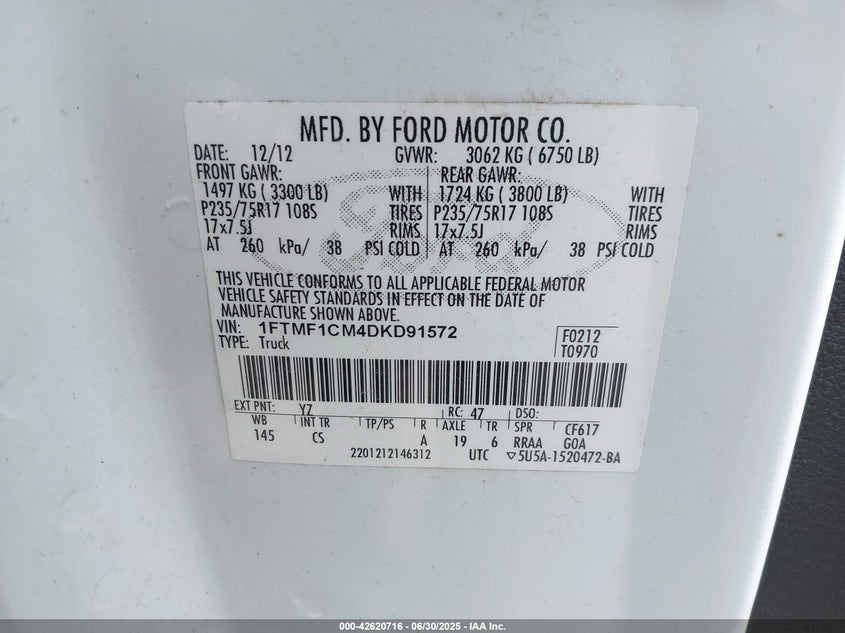 MFD. BY FORD MOTOR CO.
DATE: 12/12 GVWR: 3062 KG ( 6750 LB)
FRONT GAWR: REAR GAWR:
1497 KG ( 3300 LB) WITH 1724 KG ( 3800 LB) WITH
P235/75R17 108S TIRES P235/75R17 108S TIRES
17x7.5J RIMS 17x7.5J RIMS
AT 260 kPa/ 38 PSI COLD AT 260 kPa/ 38 PSI COLD
THIS VEHICLE CONFORMS TO ALL APPLICABLE FEDERAL MOTOR
VEHICLE SAFETY STANDARDS IN EFFECT ON THE DATE OF
MANUFACTURE SHOWN ABOVE.
VIN: 1FTMF1CM4DKD91572
TYPE: Truck
F0212
T0970
EXT PNT: YZ RC: 47 DSO:
WB INT TR TP/PS R AXLE TR SPR CF617
145 CS A 19 6 RRAA GOA
2201212146312 UTC ▽5U5A-1520472-BA
000-42620716 - 06/30/2025 - IAA Inc.